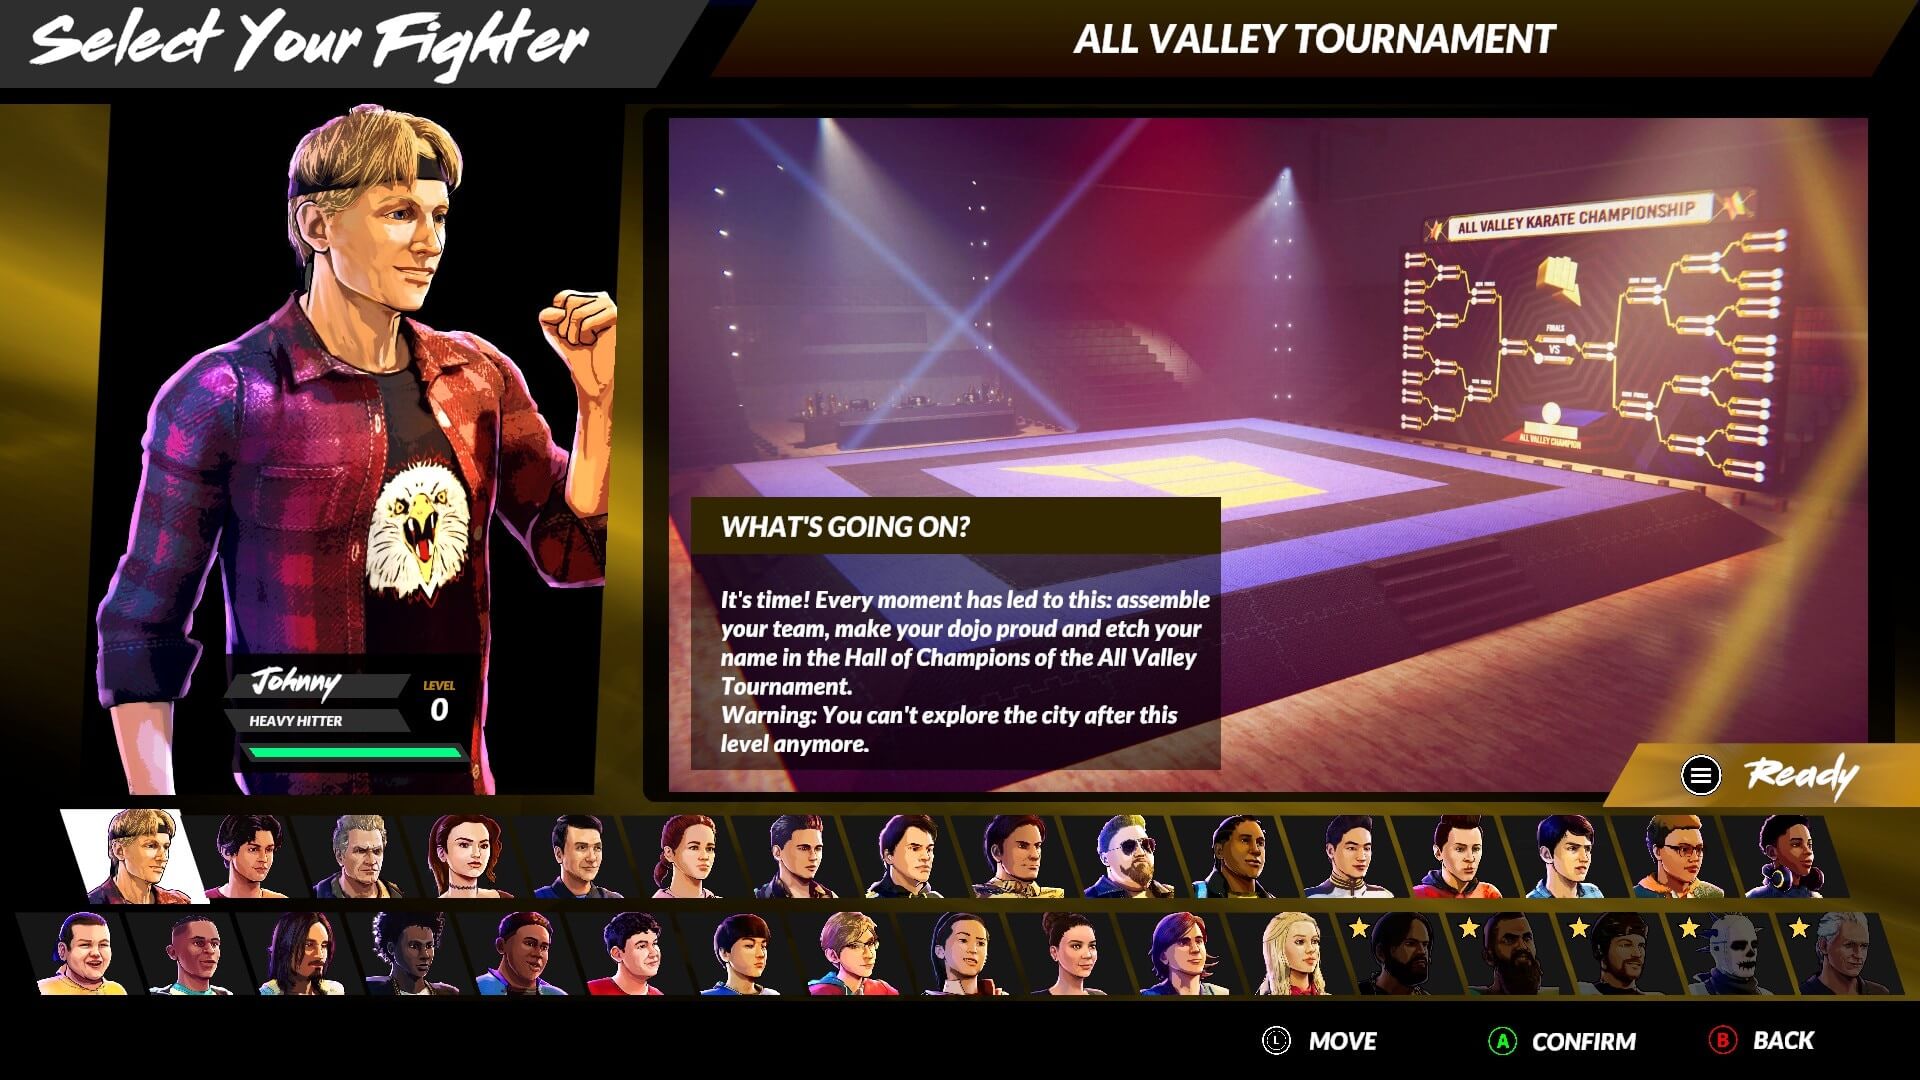 Select Your Fighter
ALL VALLEY TOURNAMENT
ALL VALLEY KARATE CHAMPIONSHIP
FINALS
VS
ALL VALLEY CHAMPION
WHAT'S GOING ON?
It's time! Every moment has led to this: assemble
your team, make your dojo proud and etch your
name in the Hall of Champions of the All Valley
Tournament.
Warning: You can't explore the city after this
level anymore.
Johnny
LEVEL
0
HEAVY HITTER
Ready
L MOVE
A CONFIRM
B BACK